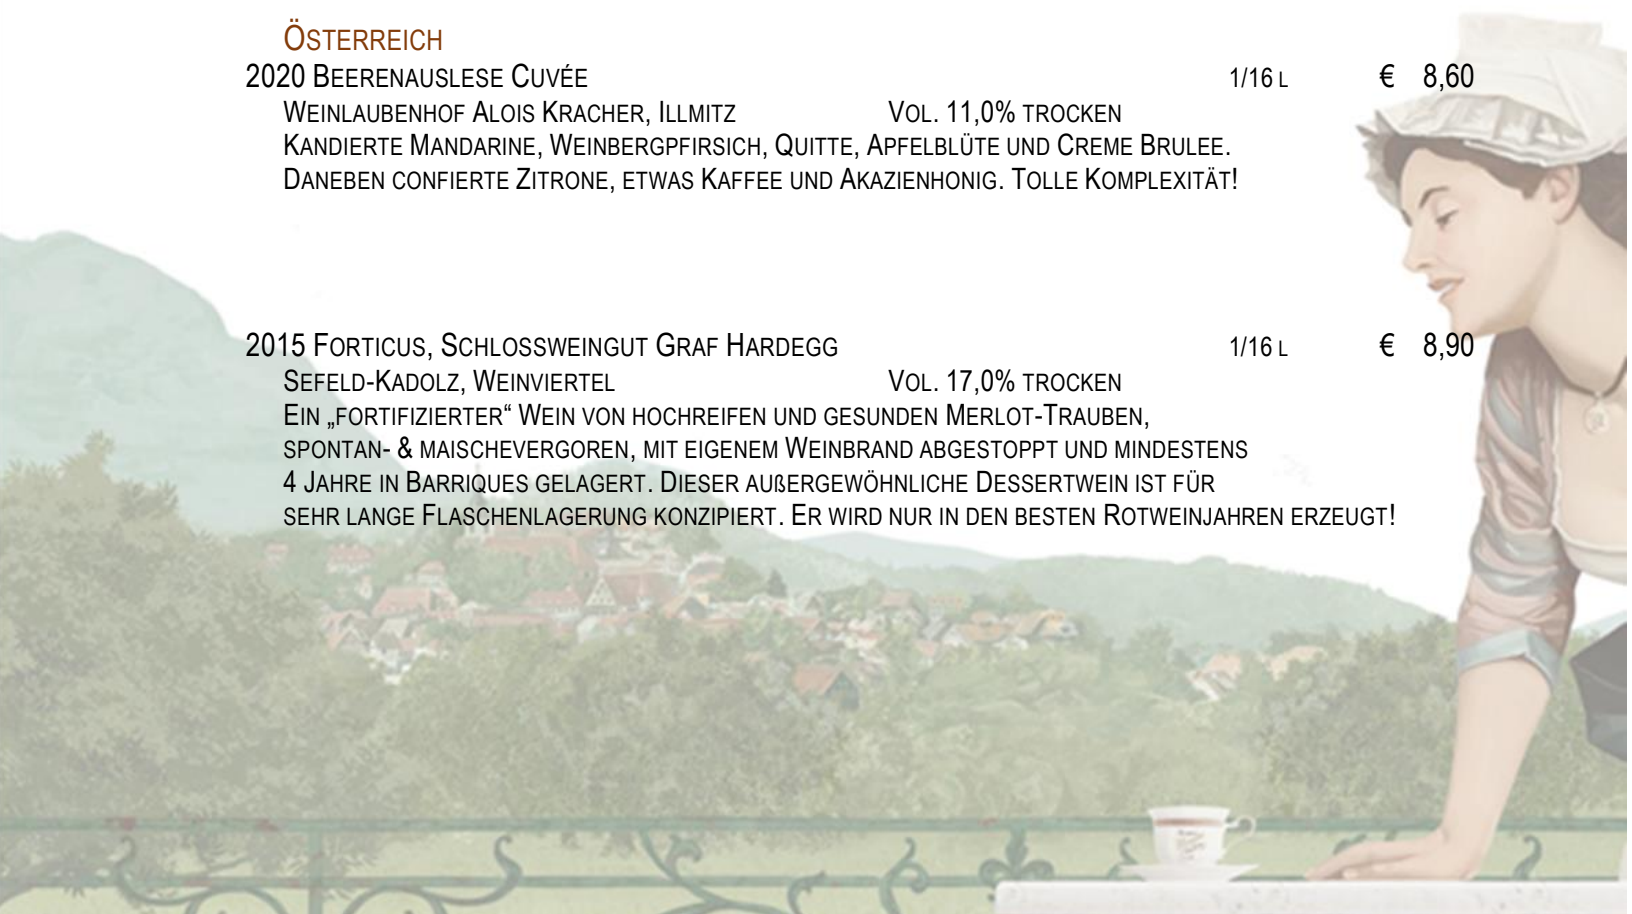 Österreich
2020 Beerenauslese Cuvée 1/16 l € 8,60
Weinlaubenhof Alois Kracher, Illmitz Vol. 11,0% trocken
Kandierte Mandarine, Weinbergpfirsich, Quitte, Apfelblüte und Creme Brulee.
Daneben confierte Zitrone, etwas Kaffee und Akazienhonig. Tolle Komplexität!
2015 Forticus, Schlossweingut Graf Hardegg 1/16 l € 8,90
Sefeld-Kadolz, Weinviertel Vol. 17,0% trocken
Ein „fortifizierter“ Wein von hochreifen und gesunden Merlot-Trauben,
spontan- & maischevergoren, mit eigenem Weinbrand abgestoppt und mindestens
4 Jahre in Barriques gelagert. Dieser außergewöhnliche Dessertwein ist für
sehr lange Flaschenlagerung konzipiert. Er wird nur in den besten Rotweinjahren erzeugt!